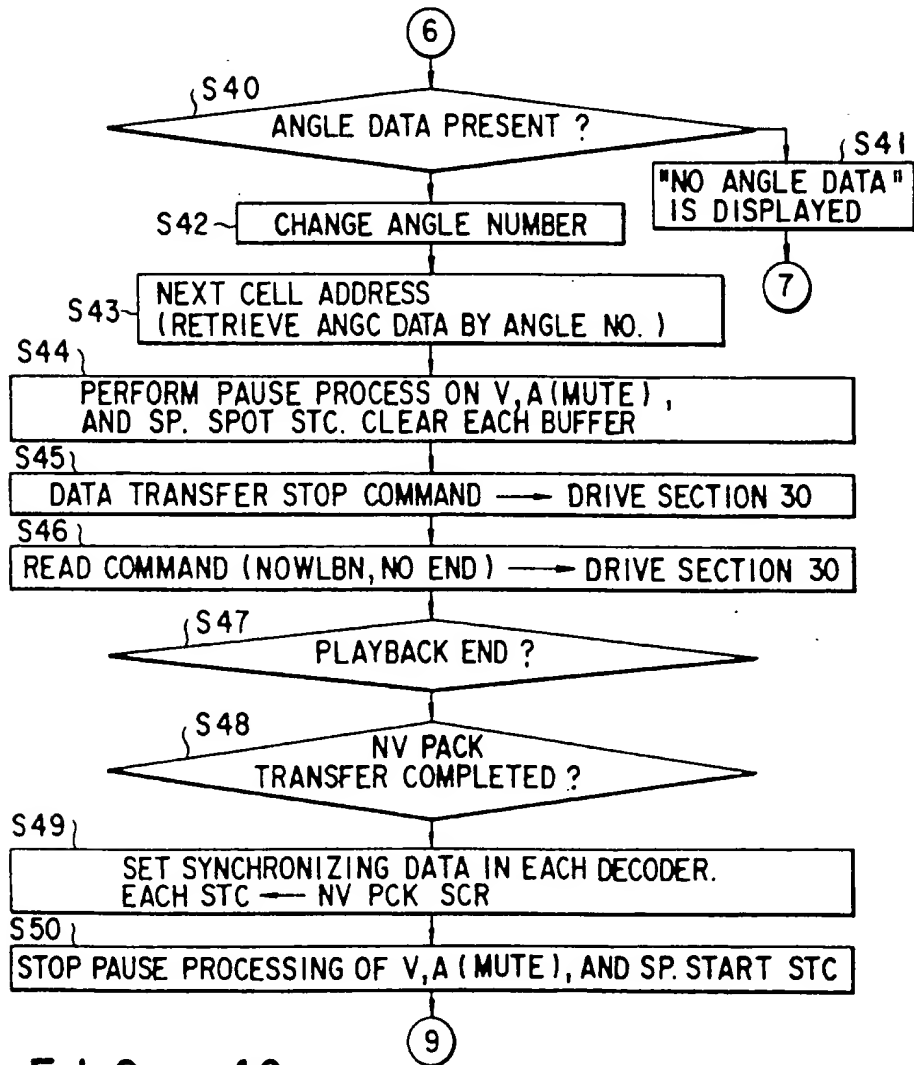 6
S40
ANGLE DATA PRESENT ?
S41
"NO ANGLE DATA"
IS DISPLAYED
7
S42
CHANGE ANGLE NUMBER
S43
NEXT CELL ADDRESS
(RETRIEVE ANGC DATA BY ANGLE NO.)
S44
PERFORM PAUSE PROCESS ON V,A (MUTE),
AND SP. SPOT STC. CLEAR EACH BUFFER
S45
DATA TRANSFER STOP COMMAND → DRIVE SECTION 30
S46
READ COMMAND (NOWLBN, NO END) → DRIVE SECTION 30
S47
PLAYBACK END ?
S48
NV PACK
TRANSFER COMPLETED ?
S49
SET SYNCHRONIZING DATA IN EACH DECODER.
EACH STC ← NV PCK SCR
S50
STOP PAUSE PROCESSING OF V,A (MUTE), AND SP. START STC
9